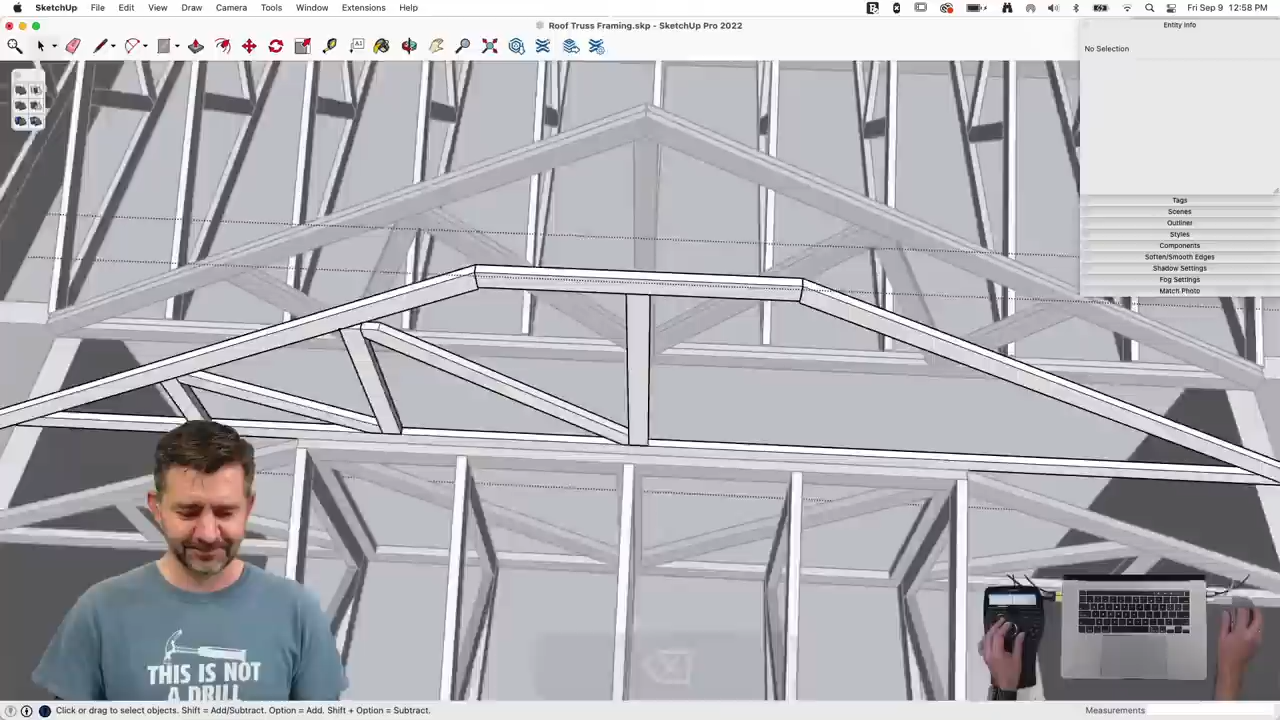 SketchUp File Edit View Draw Camera Tools Window Extensions Help Fri Sep 9 12:58 PM
Roof Truss Framing.skp - SketchUp Pro 2022
Entity Info
No Selection
Tags
Scenes
Outliner
Styles
Components
Soften/Smooth Edges
Shadow Settings
Fog Settings
Match Photo
THIS IS NOT
A DRILL
Click or drag to select objects. Shift = Add/Subtract. Option = Add. Shift + Option = Subtract.
Measurements